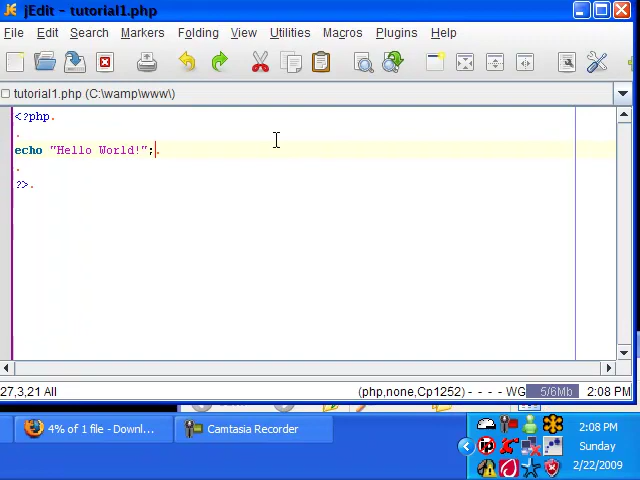 jEdit - tutorial1.php
File Edit Search Markers Folding View Utilities Macros Plugins Help
tutorial1.php (C:\wamp\www\)
<?php.
.
echo "Hello World!";.
.
?>.
27,3,21 All (php,none,Cp1252) - - - - WG 5/6Mb 2:08 PM
4% of 1 file - Downl... Camtasia Recorder
2:08 PM
Sunday
2/22/2009